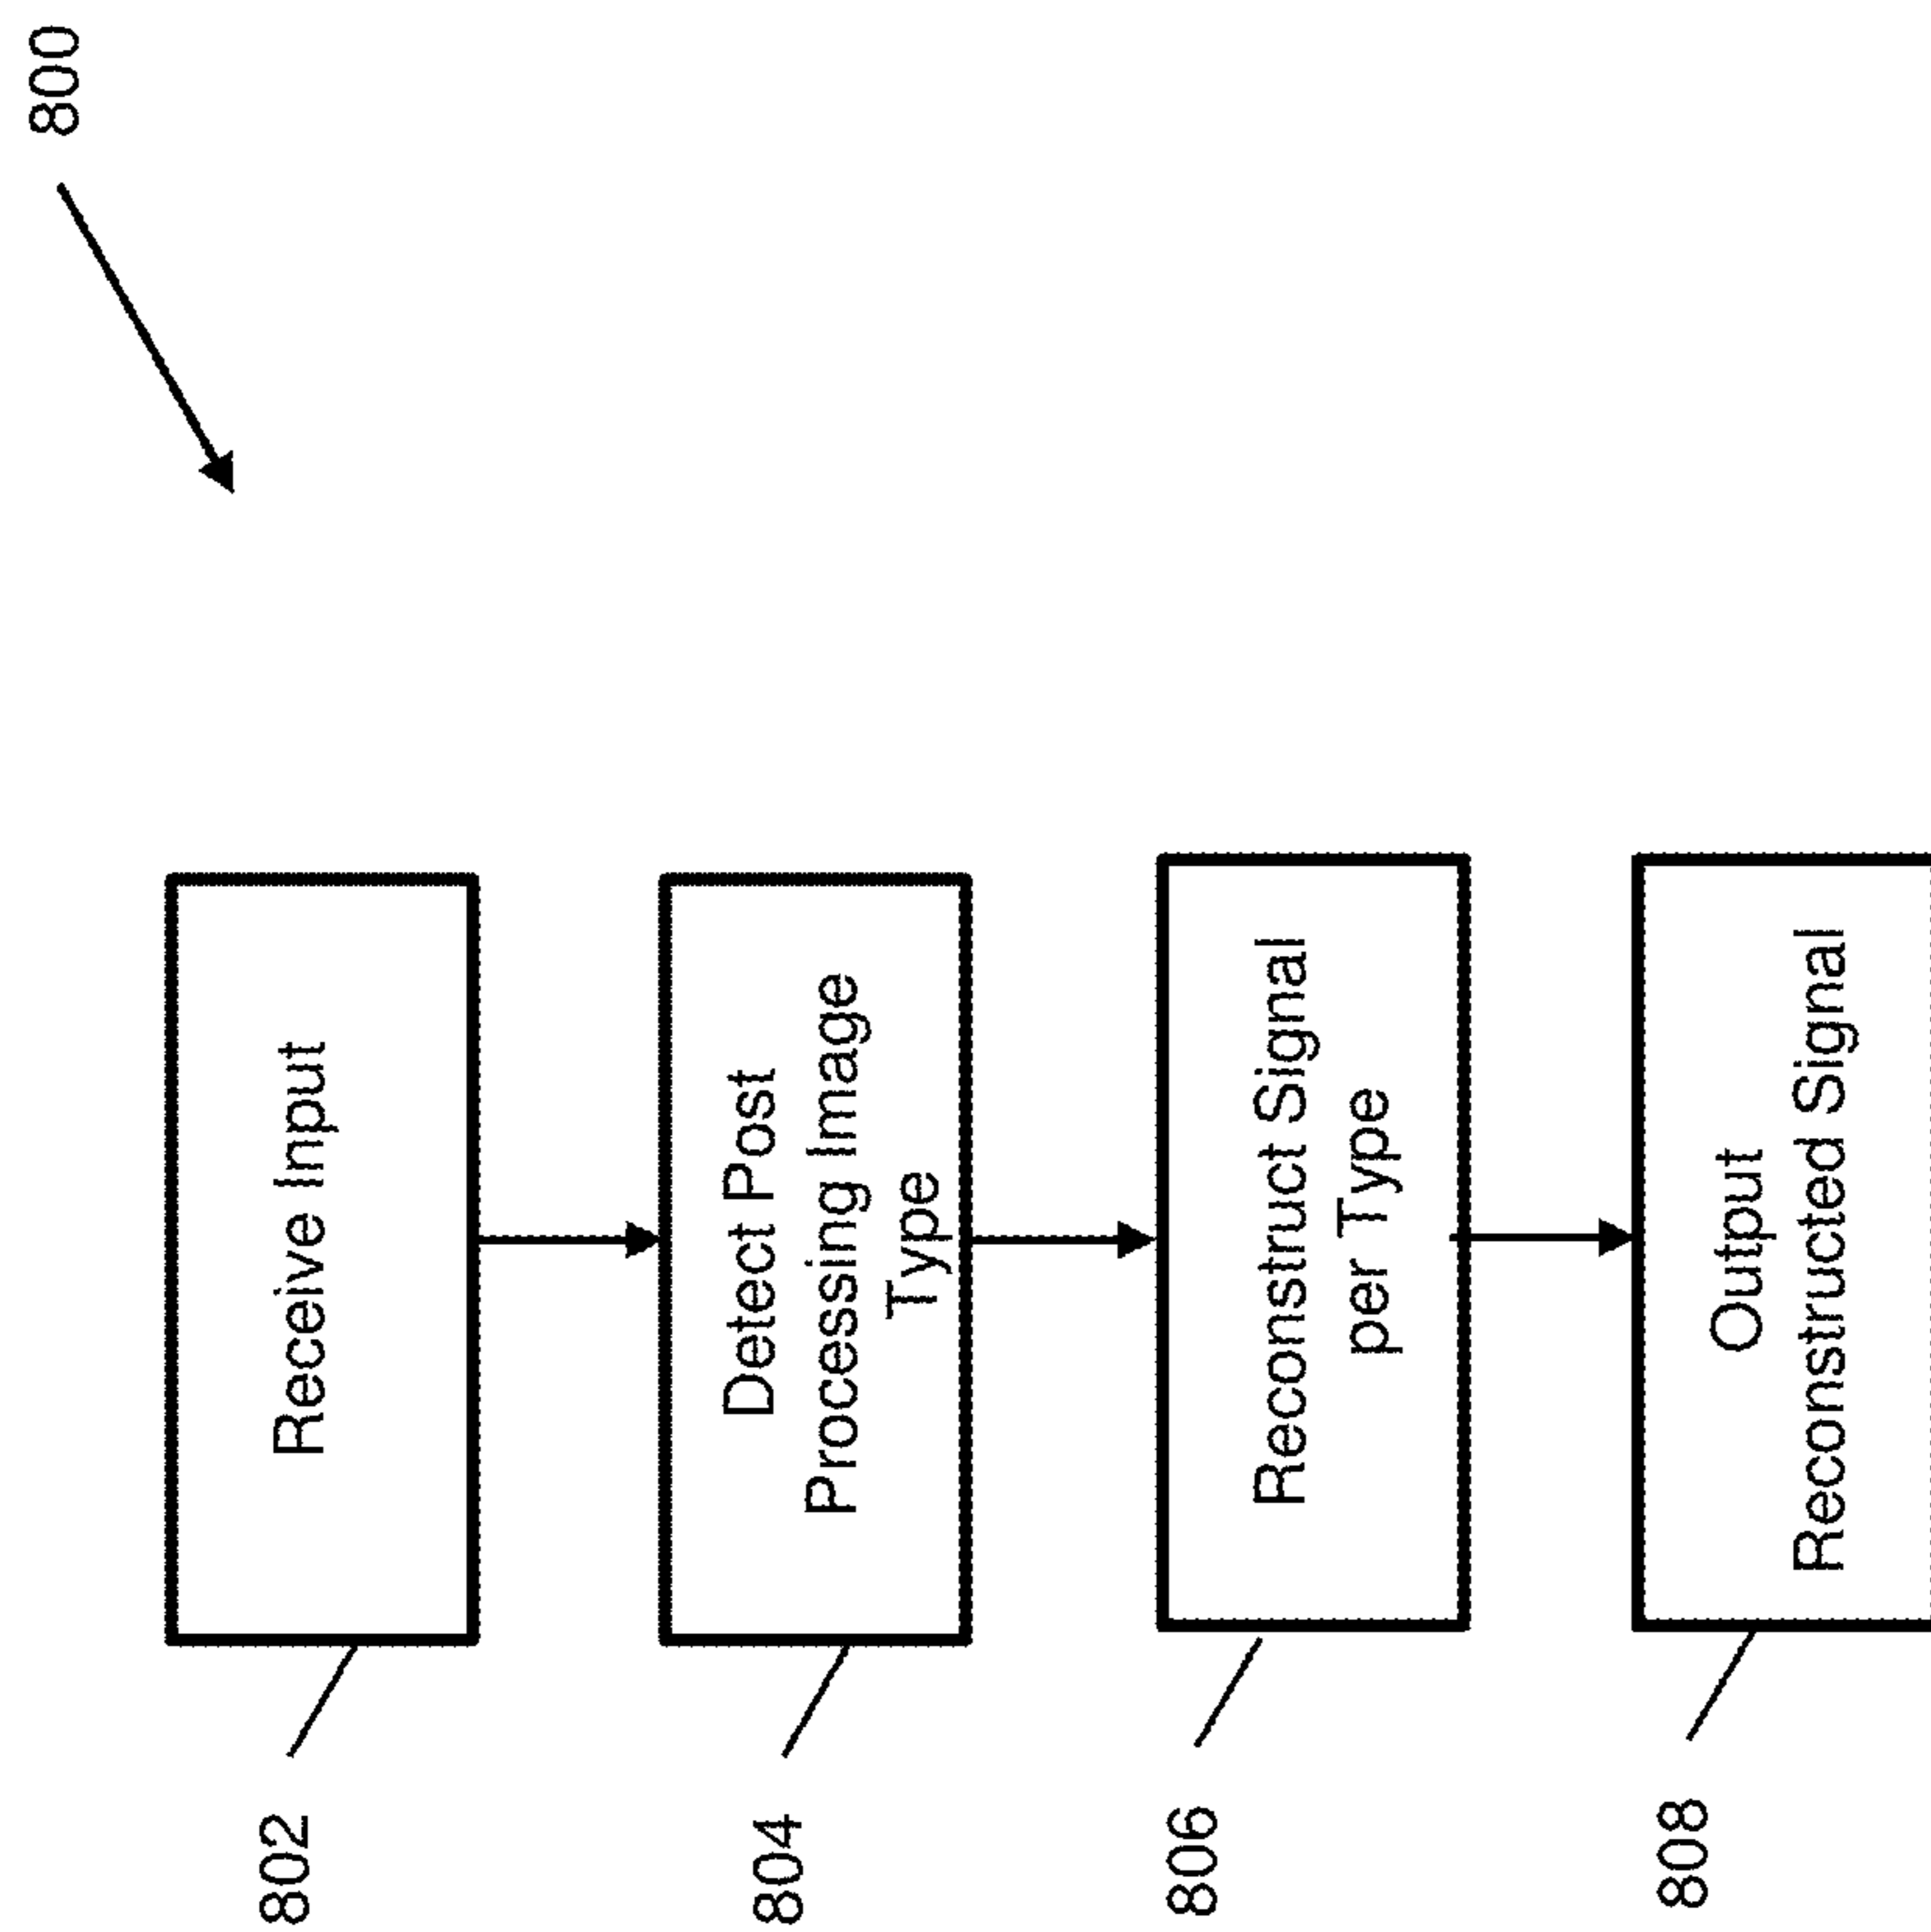 800
802
Receive Input
804
Detect Post
Processing Image
Type
806
Reconstruct Signal
per Type
808
Output
Reconstructed Signal